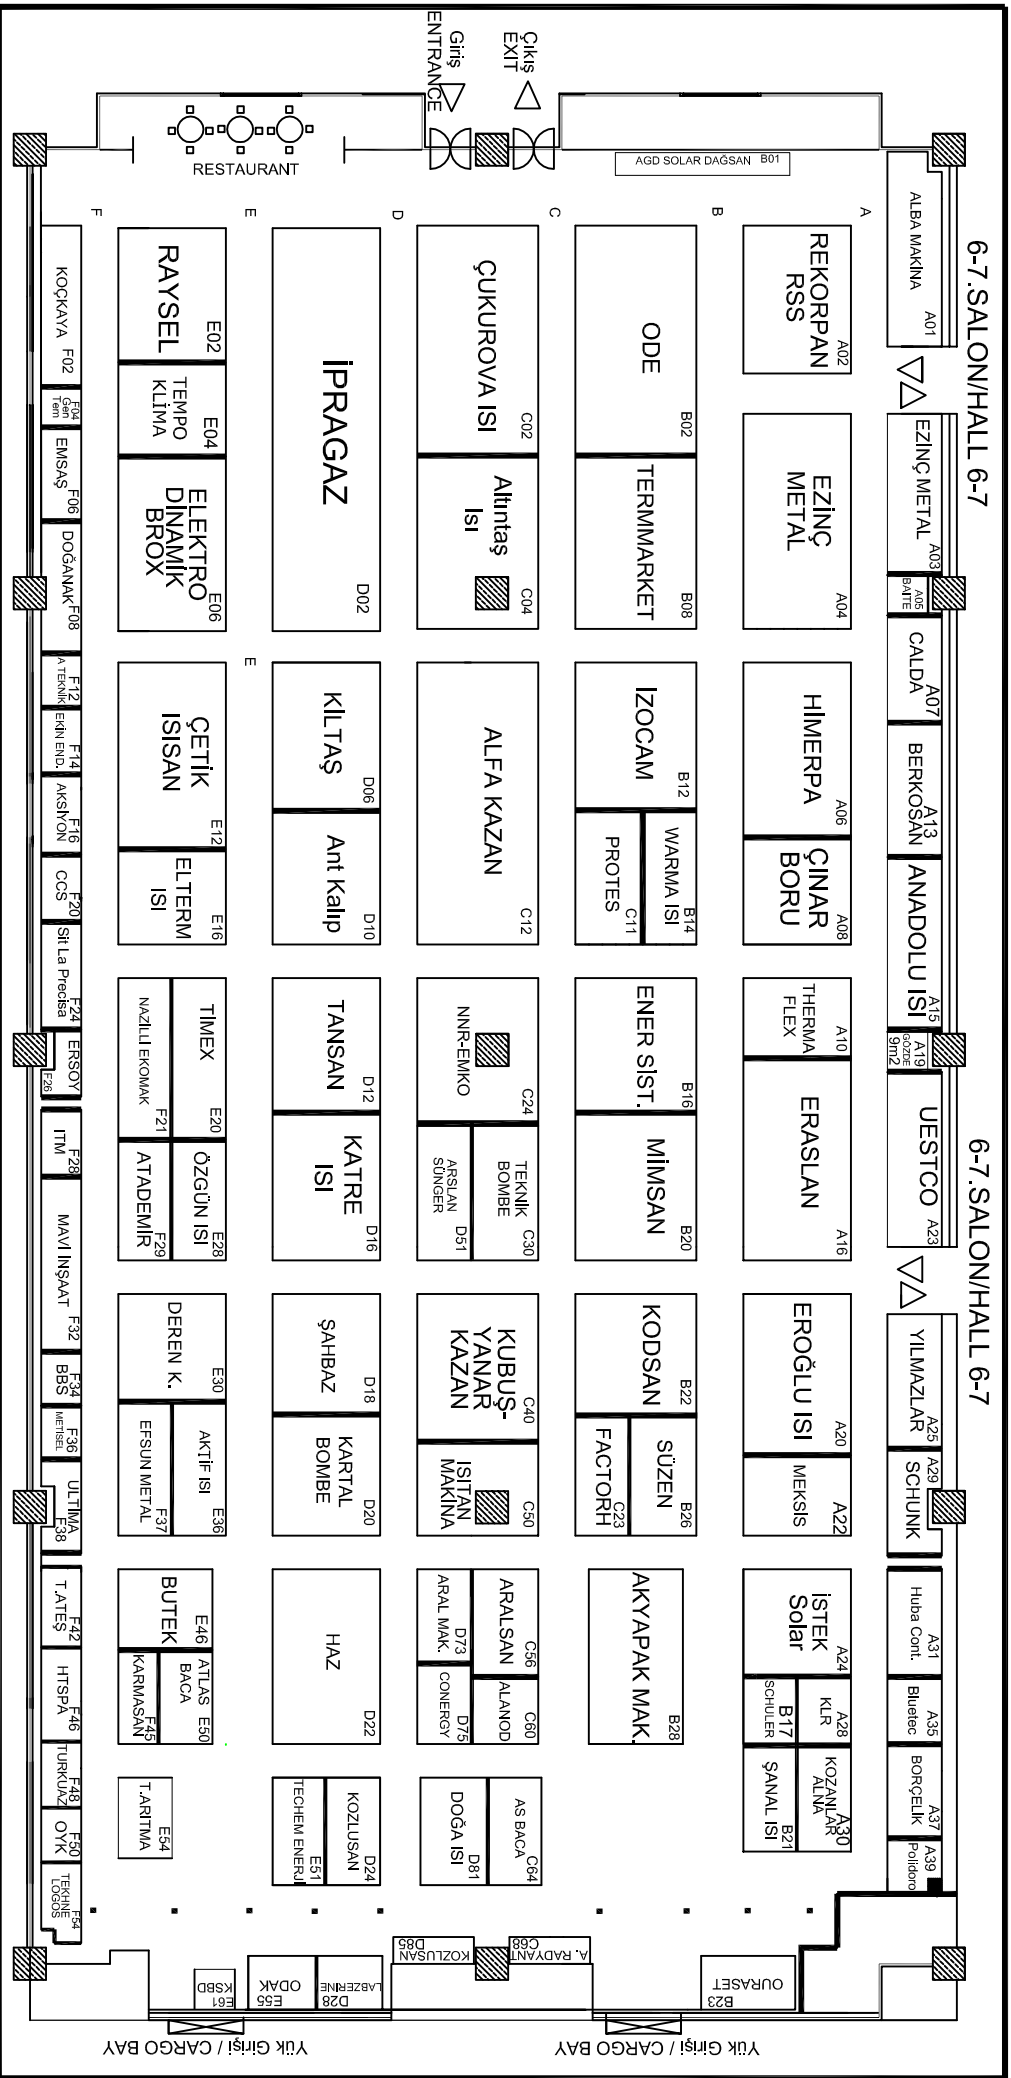 Giriş
ENTRANCE
Çıkış
EXIT
RESTAURANT
AGD SOLAR DAĞSAN B01
6-7.SALON/HALL 6-7
6-7.SALON/HALL 6-7
A
B
C
D
E
F
E
ALBA MAKİNA A01
EZİNÇ METAL A03
A05
BAITE
CALDA A07
BERKOSAN A13
ANADOLU ISI A15
A19
GÖZDE
9m2
UESTCO A23
YILMAZLAR A25
A29
SCHUNK
Huba Cont. A31
Bluetec A35
BORÇELİK A37
A39
Polidoro
REKORPAN
RSS
A02
EZİNÇ
METAL
A04
HİMERPA
A06
ÇINAR
BORU
A08
THERMA
FLEX
A10
ERASLAN
A16
EROĞLU ISI
A20
MEKSİS
A22
İSTEK
Solar
A24
KLR
A28
SCHULER
B17
KOZANLAR
ALNA
A30
ŞANAL ISI
B21
ODE
B02
TERMMARKET
B08
IZOCAM
B12
WARMA ISI
B14
PROTES
C11
ENER SİST.
B16
MİMSAN
B20
KODSAN
B22
SÜZEN
B26
FACTORH
C23
AKYAPAK MAK.
B28
ÇUKUROVA ISI
C02
Altıntaş
Isı
C04
ALFA KAZAN
C12
NNR-EMKO
C24
TEKNİK
BOMBE
C30
ARSLAN
SÜNGER
D51
KUBUŞ-
YANAR
KAZAN
C40
ISITAN
MAKİNA
C50
ARALSAN
C56
ARAL MAK.
D73
ALANOD
C60
CONERGY
D75
AS BACA
C64
DOĞA ISI
D81
İPRAGAZ
D02
KİLTAŞ
D06
Ant Kalıp
D10
TANSAN
D12
KATRE
ISI
D16
ŞAHBAZ
D18
KARTAL
BOMBE
D20
HAZ
D22
KOZLUSAN
D24
TECHEM ENERJİ
E51
RAYSEL
E02
TEMPO
KLİMA
E04
ELEKTRO
DİNAMİK
BROX
E06
ÇETİK
ISISAN
E12
ELTERM
ISI
E16
TİMEX
E20
NAZİLLİ EKOMAK
F21
ÖZGÜN ISI
E28
ATADEMİR
F29
DEREN K.
E30
AKTİF ISI
E36
EFSUN METAL
F37
BUTEK
E46
ATLAS
BACA
E50
KARMASAN
F45
T.ARITMA
E54
KOÇKAYA F02
F04
Gen
Tem
EMSAŞ F06
DOĞANAK F08
F12
A TEKNİK
F14
EKİN END.
F16
AKSİYON
F20
CCS
F24
Sit La Precisa
ERSOY
F26
ITM F28
MAVİ İNŞAAT F32
F34
BBS
F36
METİSEL
ULTIMA
F38
T.ATEŞ F42
HTSPA F46
F48
TURKUAZ
F50
OYK
F54
TEKHNE
LOGOS
KSBD
E61
ODAK
E55
LABZERINE
D28
KOZLUSAN
D85
A. RADYANT
C68
OURASET
B23
Yük Girişi / CARGO BAY
Yük Girişi / CARGO BAY